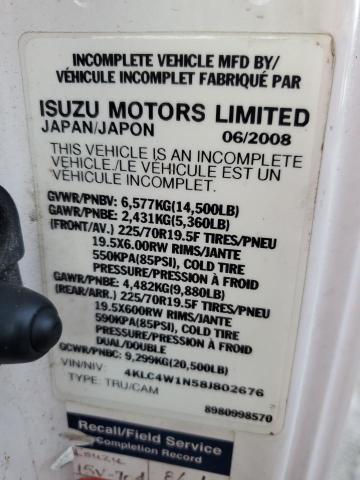 INCOMPLETE VEHICLE MFD BY/
VÉHICULE INCOMPLET FABRIQUÉ PAR
ISUZU MOTORS LIMITED
JAPAN/JAPON 06/2008
THIS VEHICLE IS AN INCOMPLETE
VEHICLE./LE VÉHICULE EST UN
VÉHICULE INCOMPLET
GVWR/PNBV: 6,577KG(14,500LB)
GAWR/PNBE: 2,431KG(5,360LB)
(FRONT/AV.) 225/70R19.5F TIRES/PNEU
19.5X6.00RW RIMS/JANTE
550KPA(85PSI), COLD TIRE
PRESSURE/PRESSION À FROID
GAWR/PNBE: 4,482KG(9,880LB)
(REAR/ARR.) 225/70R19.5F TIRES/PNEU
19.5X600RW RIMS/JANTE
590KPA(85PSI), COLD TIRE
PRESSURE/PRESSION À FROID
DUAL/DOUBLE
GCWR/PNBC: 9,299KG(20,500LB)
VIN/NIV: 4KLC4W1N58J802676
TYPE: TRU/CAM
8980998570
Recall/Field Service
Completion Record
ISUZU